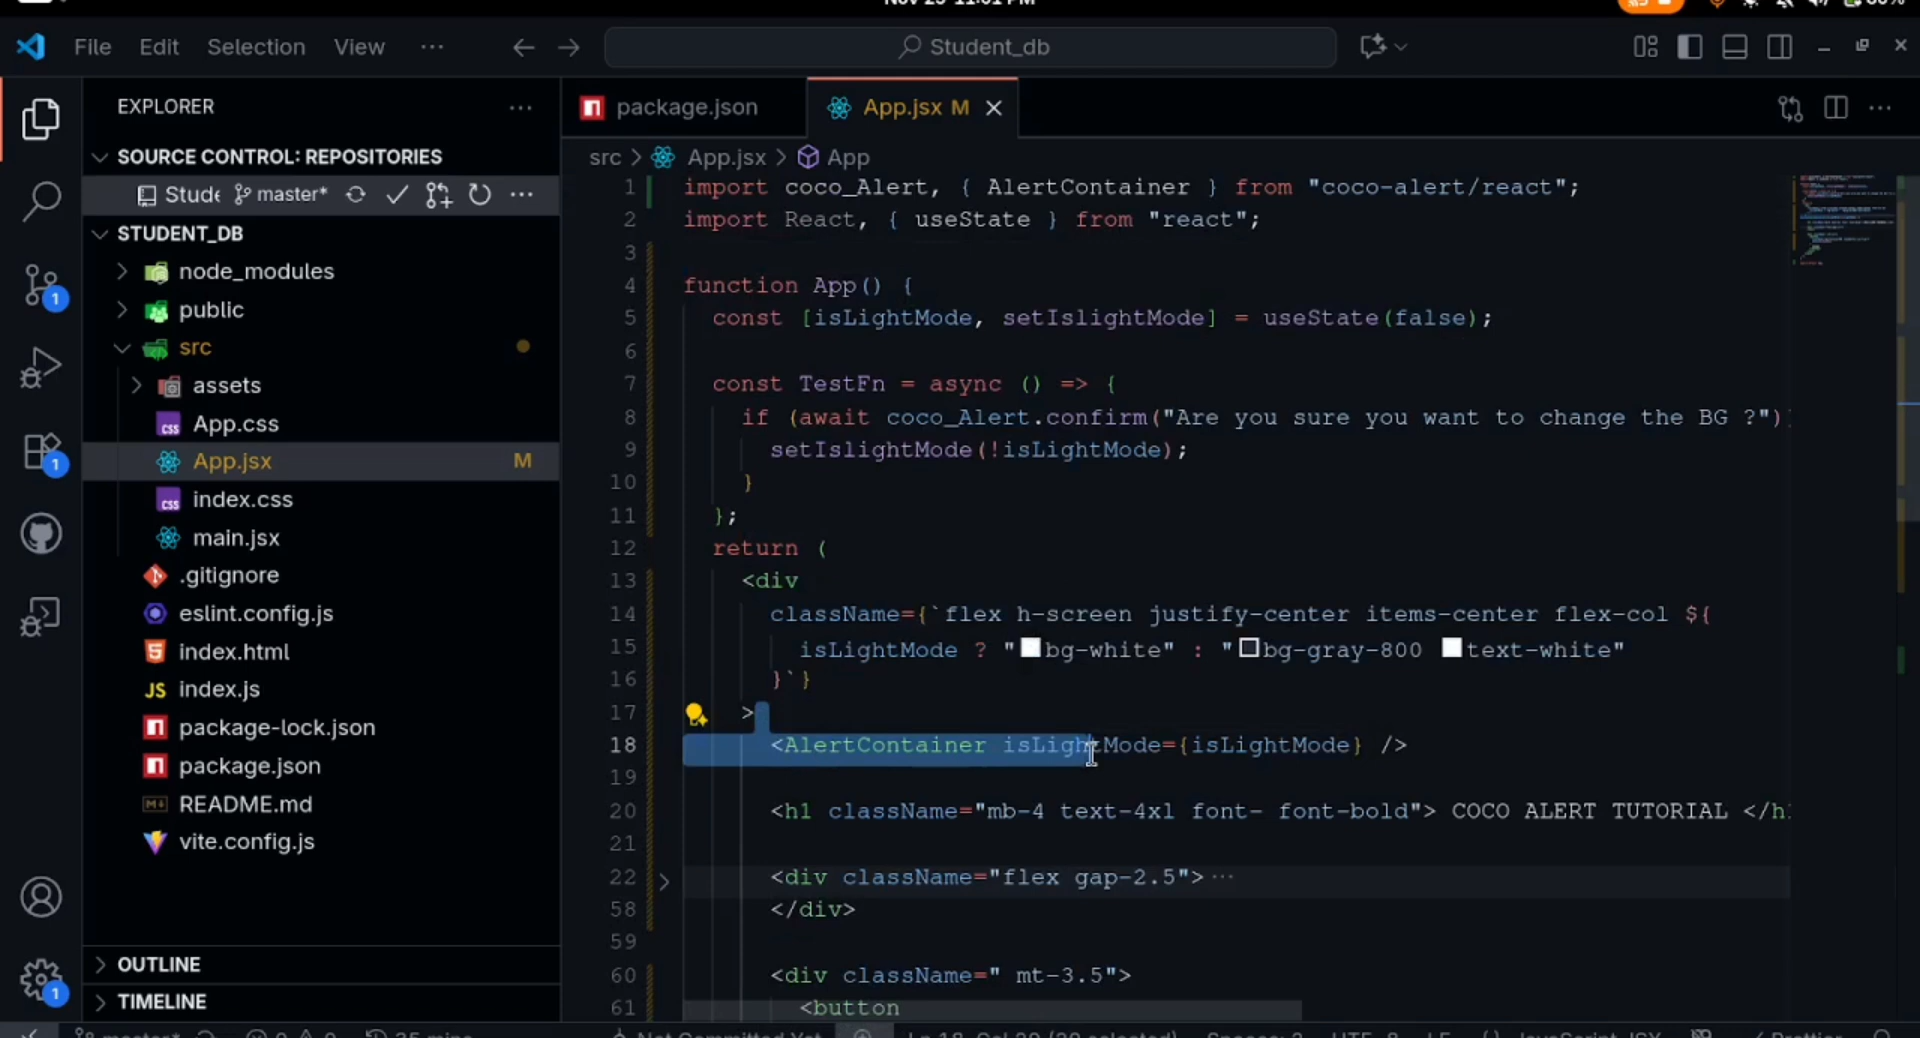 File Edit Selection View ··· Student_db
EXPLORER ···
SOURCE CONTROL: REPOSITORIES
Stude master* ···
STUDENT_DB
node_modules
public
src
assets
App.css
App.jsx M
index.css
main.jsx
.gitignore
eslint.config.js
index.html
JS index.js
package-lock.json
package.json
README.md
vite.config.js
OUTLINE
TIMELINE
1
1
1
package.json App.jsx M
src > App.jsx > App
1 import coco_Alert, { AlertContainer } from "coco-alert/react";
2 import React, { useState } from "react";
3
4 function App() {
5 const [isLightMode, setIslightMode] = useState(false);
6
7 const TestFn = async () => {
8 if (await coco_Alert.confirm("Are you sure you want to change the BG ?")
9 setIslightMode(!isLightMode);
10 }
11 };
12 return (
13 <div
14 className={`flex h-screen justify-center items-center flex-col ${
15 isLightMode ? "bg-white" : "bg-gray-800 text-white"
16 }`}
17 >
18 <AlertContainer isLightMode={isLightMode} />
19
20 <h1 className="mb-4 text-4xl font- font-bold"> COCO ALERT TUTORIAL </h
21
22 <div className="flex gap-2.5"> ···
58 </div>
59
60 <div className=" mt-3.5">
61 <button